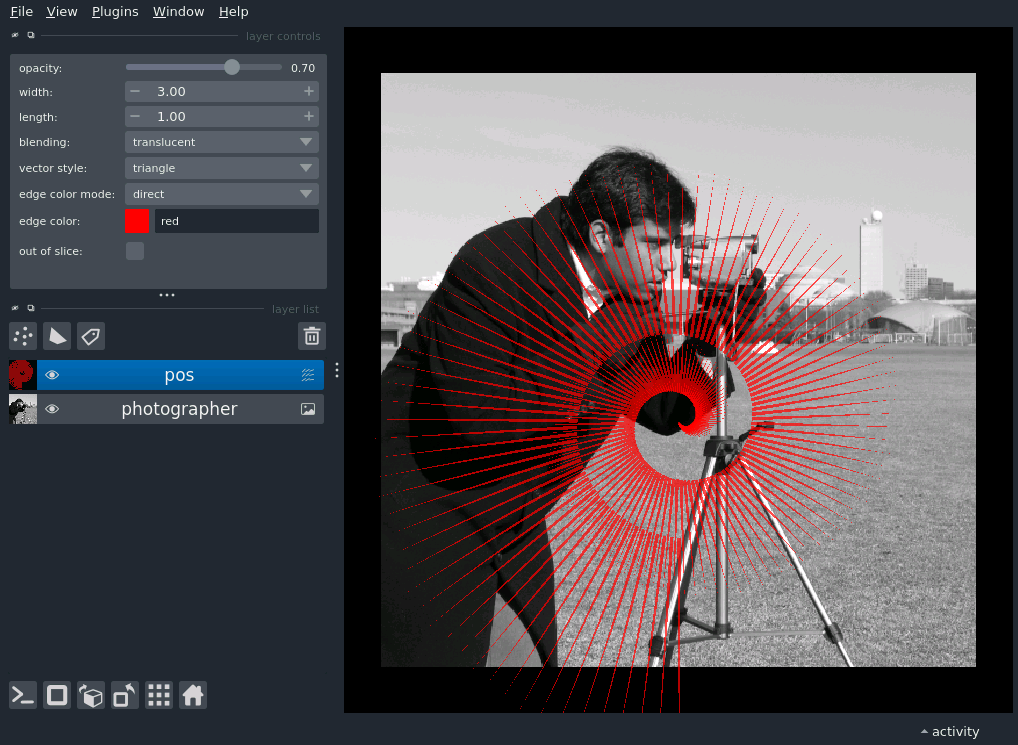 File View Plugins Window Help
layer controls
opacity: 0.70
width: 3.00
length: 1.00
blending: translucent
vector style: triangle
edge color mode: direct
edge color: red
out of slice:
layer list
pos
photographer
activity